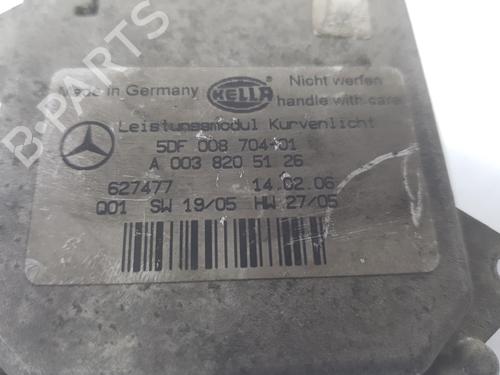 B-PARTS
Made in Germany
HELLA
Nicht werfen
handle with care
Leistungsmodul Kurvenlicht
5DF 008 704-01
A 003 820 51 26
627477 14.02.06
Q01 SW 19/05 HW 27/05